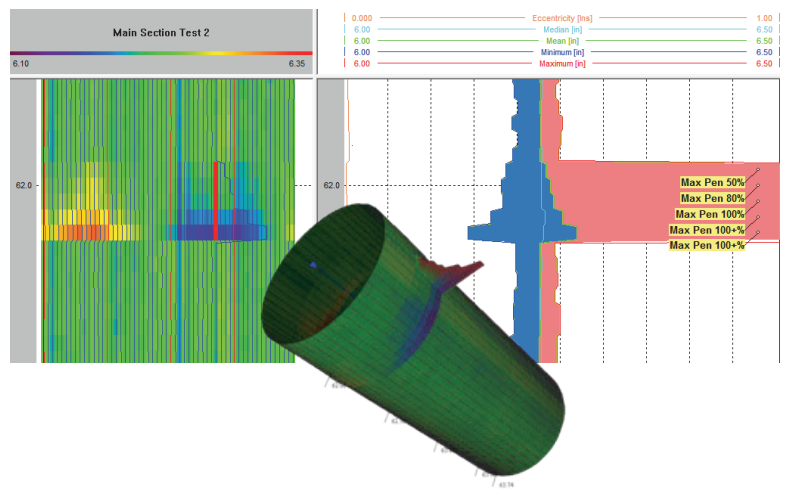 Main Section Test 2
6.10 6.35
0.000 Eccentricity [Ins] 1.00
6.00 Median [in] 6.50
6.00 Mean [in] 6.50
6.00 Minimum [in] 6.50
6.00 Maximum [in] 6.50
62.0
62.0
Max Pen 50%
Max Pen 80%
Max Pen 100%
Max Pen 100+%
Max Pen 100+%
63.74